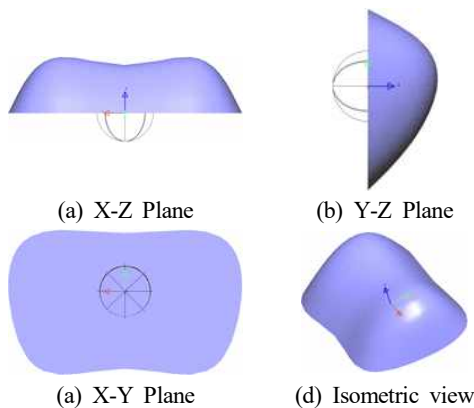 (a) X-Z Plane
(b) Y-Z Plane
(a) X-Y Plane
(d) Isometric view